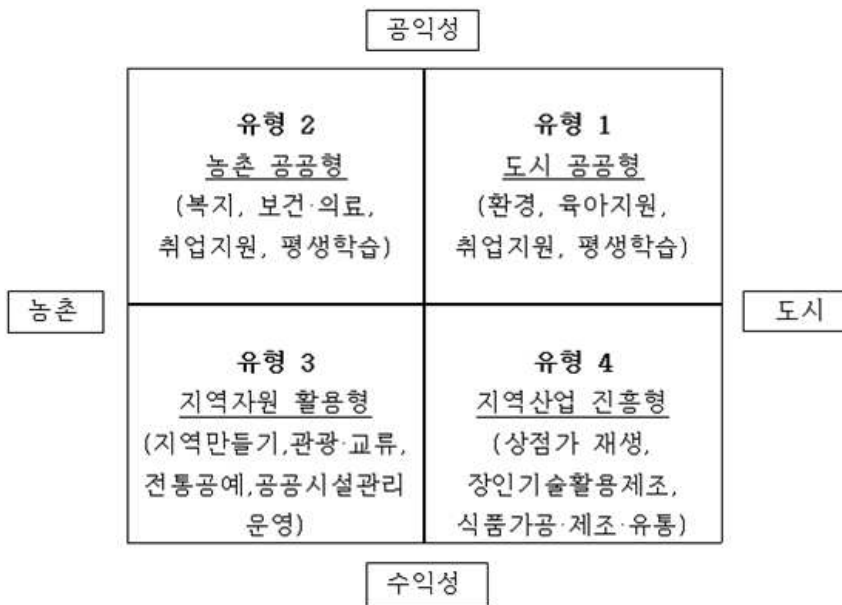 공익성
유형 2
농촌 공공형
(복지, 보건·의료,
취업지원, 평생학습)
유형 1
도시 공공형
(환경, 육아지원,
취업지원, 평생학습)
농촌
도시
유형 3
지역자원 활용형
(지역만들기,관광·교류,
전통공예,공공시설관리
운영)
유형 4
지역산업 진흥형
(상점가 재생,
장인기술활용제조,
식품가공·제조·유통)
수익성